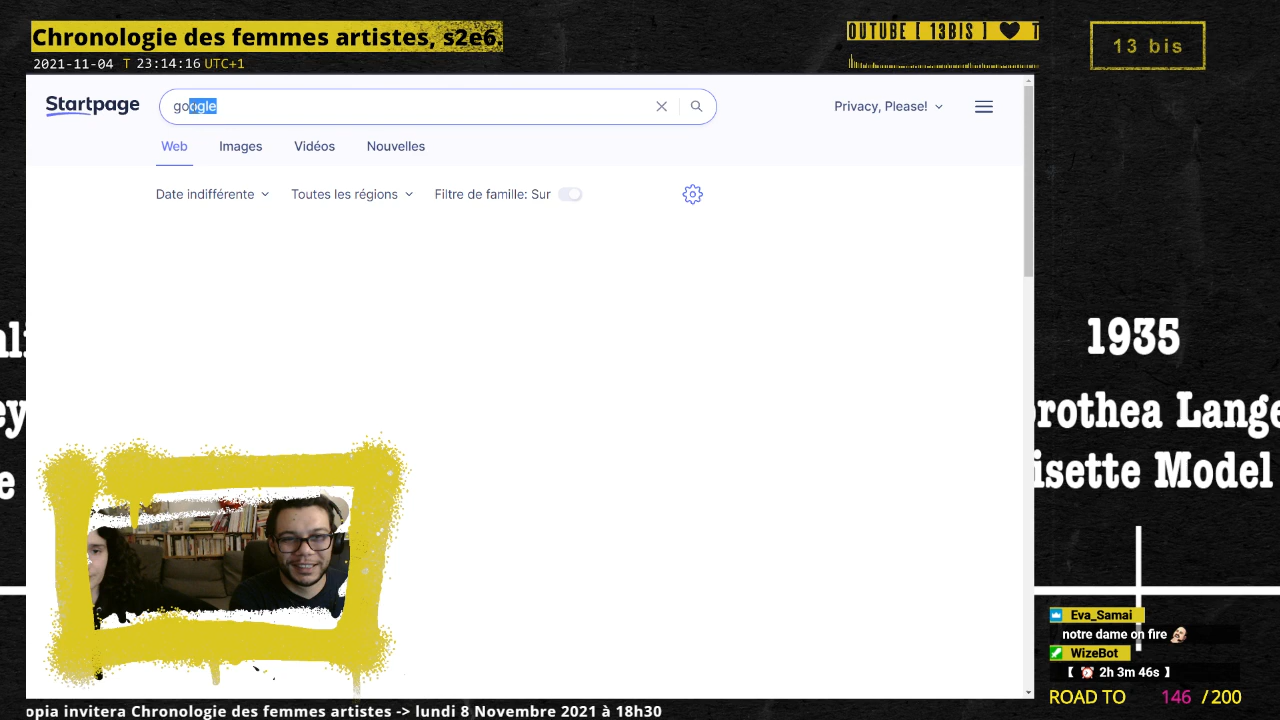 Chronologie des femmes artistes, s2e6
2021-11-04 T 23:14:16 UTC+1
OUTUBE [ 13BIS ] ♥ T
13 bis
Startpage
google
Privacy, Please!
Web
Images
Vidéos
Nouvelles
Date indifférente
Toutes les régions
Filtre de famille: Sur
1935
orothea Lange
isette Model
ey
e
Eva_Samai
notre dame on fire
WizeBot
【 ⏰ 2h 3m 46s 】
ROAD TO 146 / 200
opia invitera Chronologie des femmes artistes -> lundi 8 Novembre 2021 à 18h30